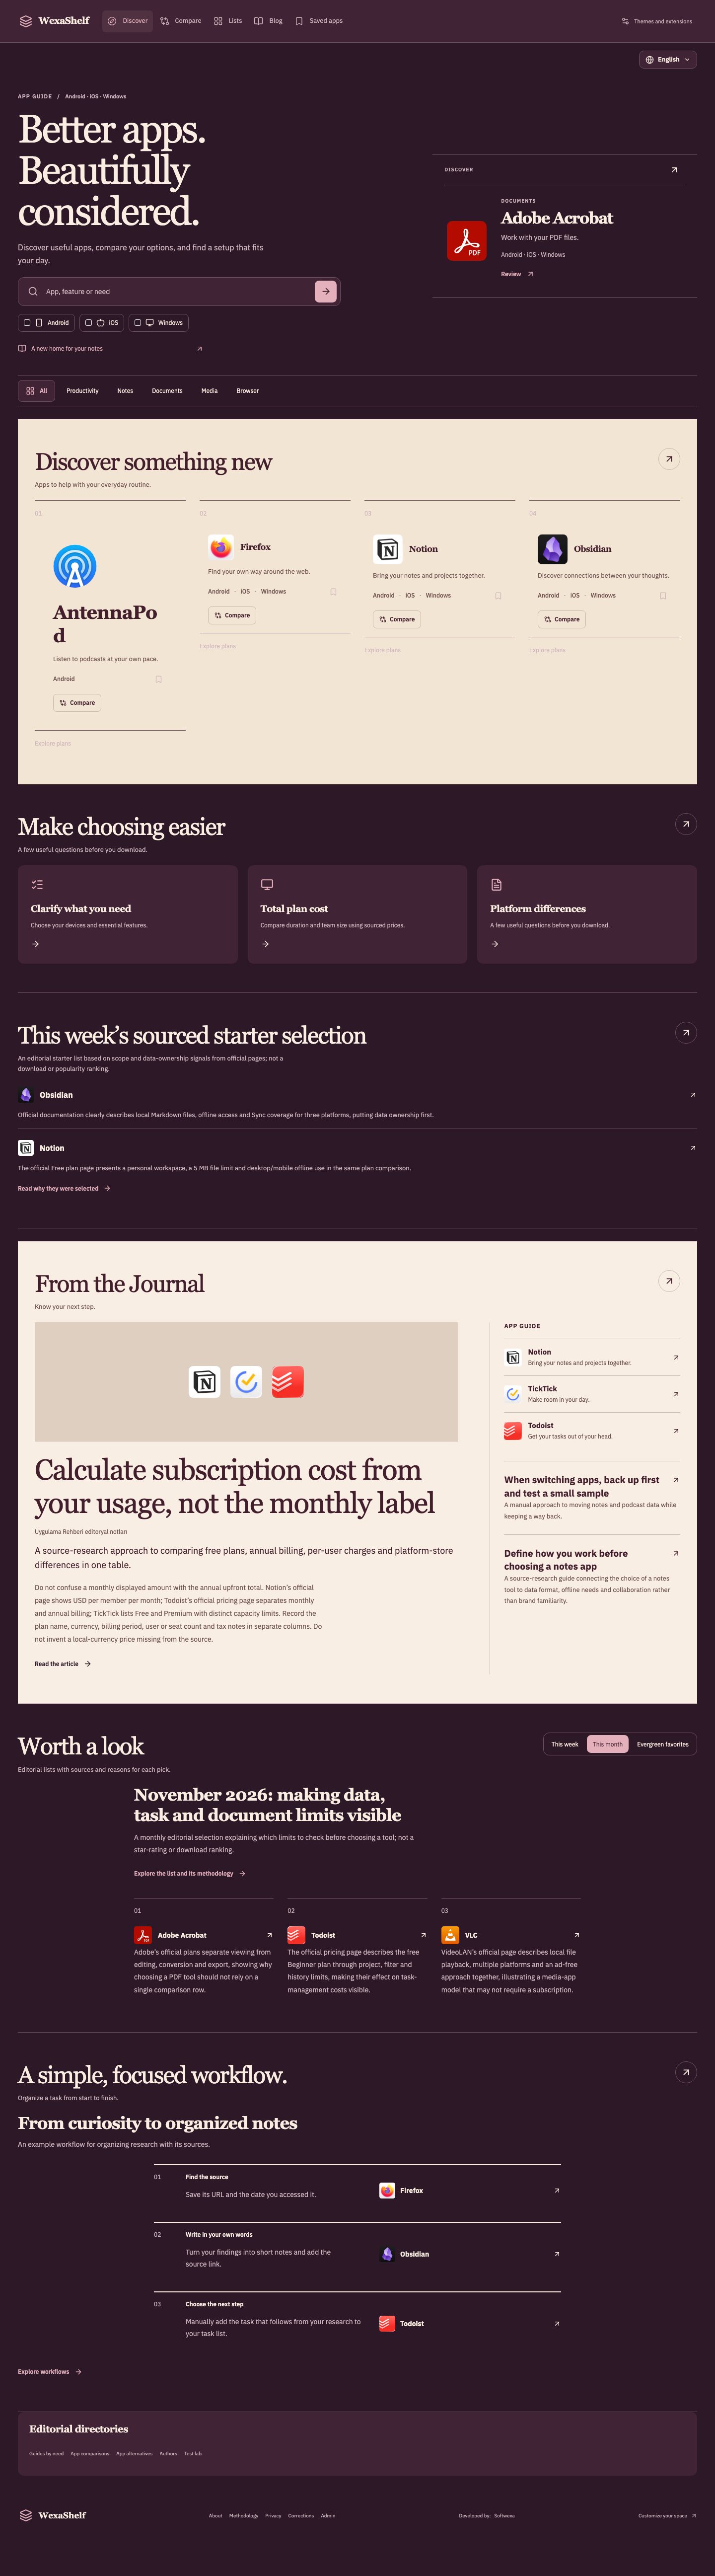 WexaShelf
Discover
Compare
Lists
Blog
Saved apps
Themes and extensions
English
APP GUIDE / Android · iOS · Windows
Better apps.
Beautifully
considered.
Discover useful apps, compare your options, and find a setup that fits
your day.
App, feature or need
Android
iOS
Windows
A new home for your notes
DISCOVER
DOCUMENTS
Adobe Acrobat
Work with your PDF files.
Android · iOS · Windows
Review
PDF
All
Productivity
Notes
Documents
Media
Browser
Discover something new
Apps to help with your everyday routine.
01
AntennaPo
d
Listen to podcasts at your own pace.
Android
Compare
Explore plans
02
Firefox
Find your own way around the web.
Android · iOS · Windows
Compare
Explore plans
03
Notion
Bring your notes and projects together.
Android · iOS · Windows
Compare
Explore plans
04
Obsidian
Discover connections between your thoughts.
Android · iOS · Windows
Compare
Explore plans
Make choosing easier
A few useful questions before you download.
Clarify what you need
Choose your devices and essential features.
Total plan cost
Compare duration and team size using sourced prices.
Platform differences
A few useful questions before you download.
This week's sourced starter selection
An editorial starter list based on scope and data-ownership signals from official pages; not a
download or popularity ranking.
Obsidian
Official documentation clearly describes local Markdown files, offline access and Sync coverage for three platforms, putting data ownership first.
Notion
The official Free plan page presents a personal workspace, a 5 MB file limit and desktop/mobile offline use in the same plan comparison.
Read why they were selected
From the Journal
Know your next step.
Calculate subscription cost from
your usage, not the monthly label
Uygulama Rehberi editoryal notları
A source-research approach to comparing free plans, annual billing, per-user charges and platform-store
differences in one table.
Do not confuse a monthly displayed amount with the annual upfront total. Notion's official
page shows USD per member per month; Todoist's official pricing page separates monthly
and annual billing; TickTick lists Free and Premium with distinct capacity limits. Record the
plan name, currency, billing period, user or seat count and tax notes in separate columns. Do
not invent a local-currency price missing from the source.
Read the article
APP GUIDE
Notion
Bring your notes and projects together.
TickTick
Make room in your day.
Todoist
Get your tasks out of your head.
When switching apps, back up first
and test a small sample
A manual approach to moving notes and podcast data while
keeping a way back.
Define how you work before
choosing a notes app
A source-research guide connecting the choice of a notes
tool to data format, offline needs and collaboration rather
than brand familiarity.
Worth a look
Editorial lists with sources and reasons for each pick.
This week
This month
Evergreen favorites
November 2026: making data,
task and document limits visible
A monthly editorial selection explaining which limits to check before choosing a tool; not a
star-rating or download ranking.
Explore the list and its methodology
01
Adobe Acrobat
Adobe's official plans separate viewing from
editing, conversion and export, showing why
choosing a PDF tool should not rely on a
single comparison row.
02
Todoist
The official pricing page describes the free
Beginner plan through project, filter and
history limits, making their effect on task-
management costs visible.
03
VLC
VideoLAN's official page describes local file
playback, multiple platforms and an ad-free
approach together, illustrating a media-app
model that may not require a subscription.
A simple, focused workflow.
Organize a task from start to finish.
From curiosity to organized notes
An example workflow for organizing research with its sources.
01
Find the source
Save its URL and the date you accessed it.
Firefox
02
Write in your own words
Turn your findings into short notes and add the
source link.
Obsidian
03
Choose the next step
Manually add the task that follows from your research to
your task list.
Todoist
Explore workflows
Editorial directories
Guides by need
App comparisons
App alternatives
Authors
Test lab
WexaShelf
About
Methodology
Privacy
Corrections
Admin
Developed by: Softwexa
Customize your space